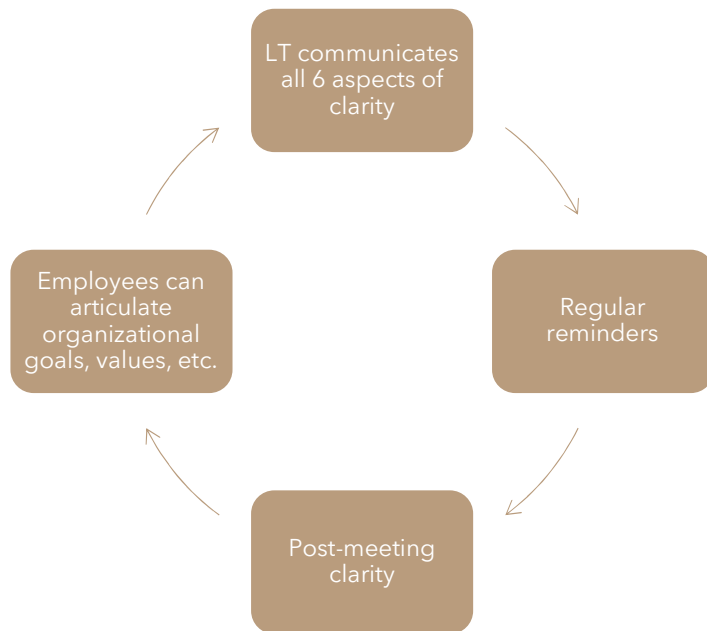 LT communicates
all 6 aspects of
clarity
Regular
reminders
Post-meeting
clarity
Employees can
articulate
organizational
goals, values, etc.